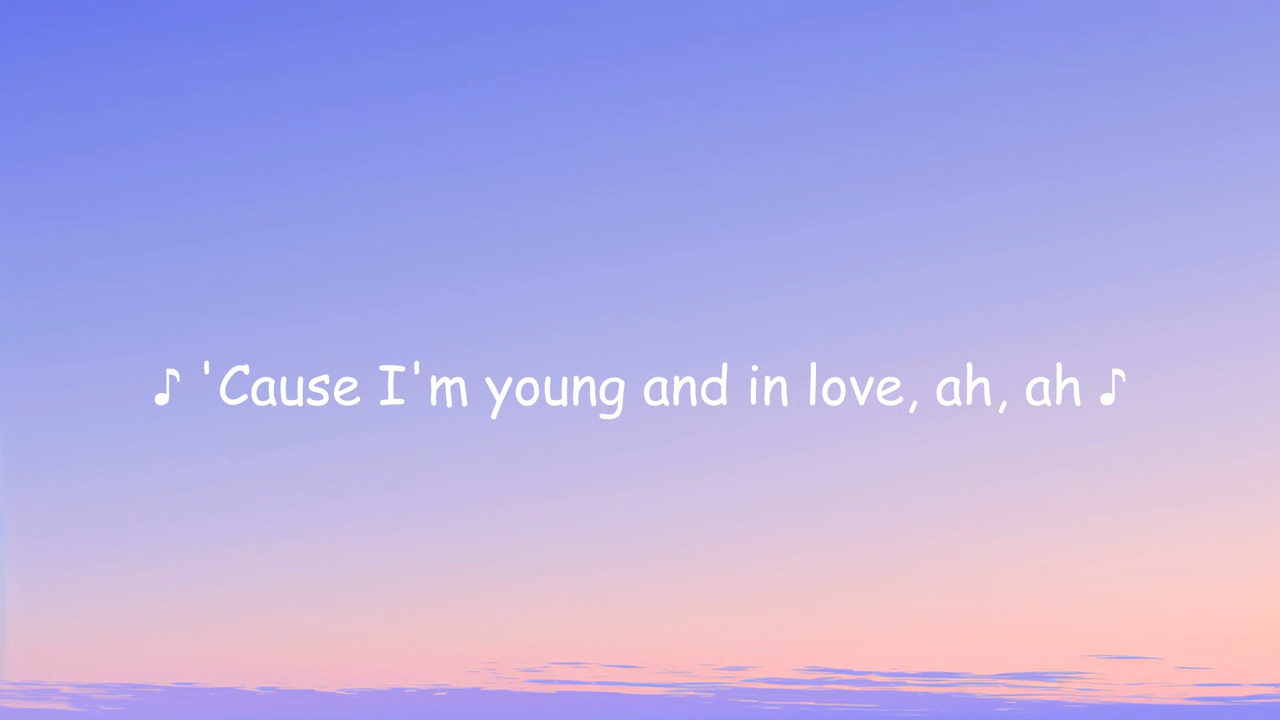 ♪ 'Cause I'm young and in love, ah, ah ♪